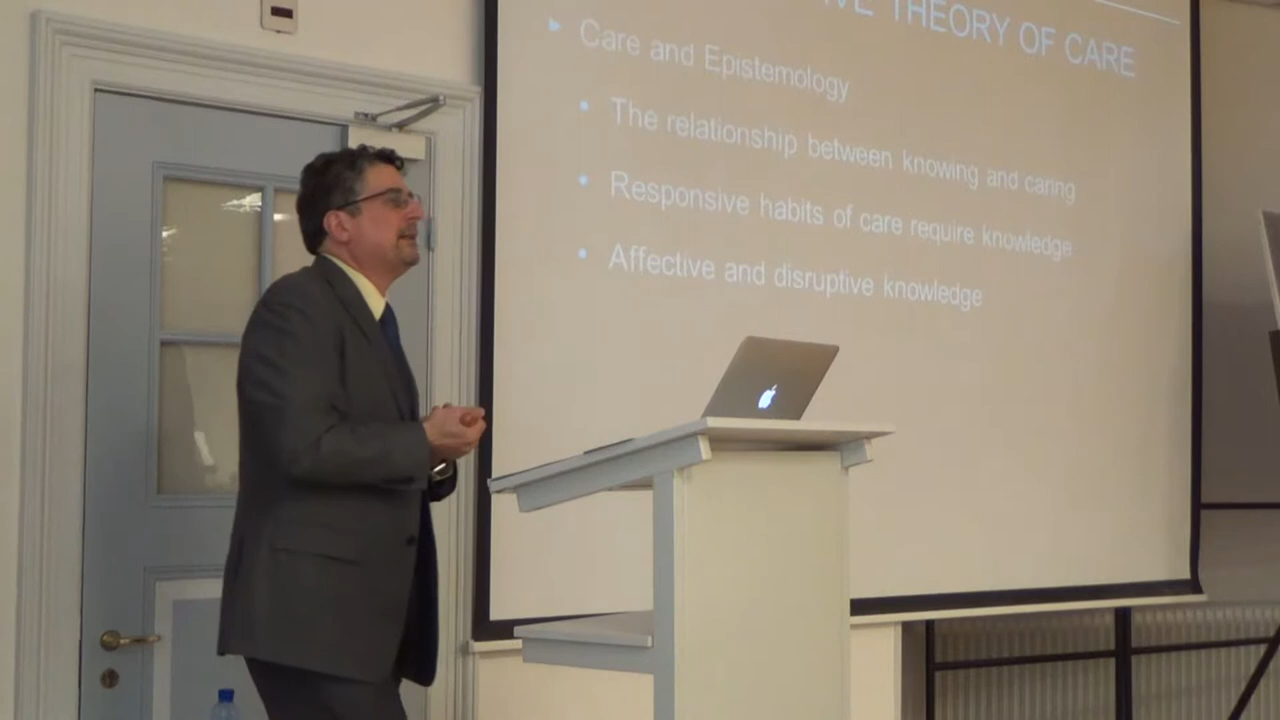 THEORY OF CARE
Care and Epistemology
The relationship between knowing and caring
Responsive habits of care require knowledge
Affective and disruptive knowledge